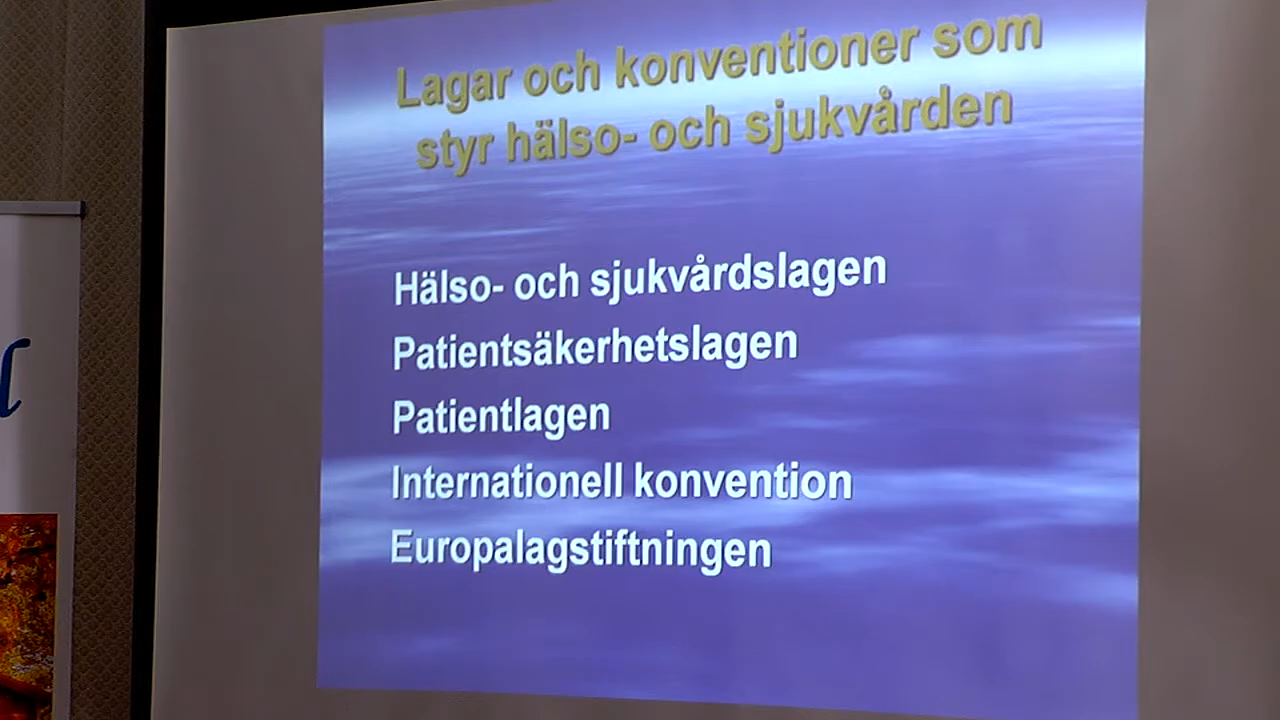 Lagar och konventioner som
styr hälso- och sjukvården
Hälso- och sjukvårdslagen
Patientsäkerhetslagen
Patientlagen
Internationell konvention
Europalagstiftningen